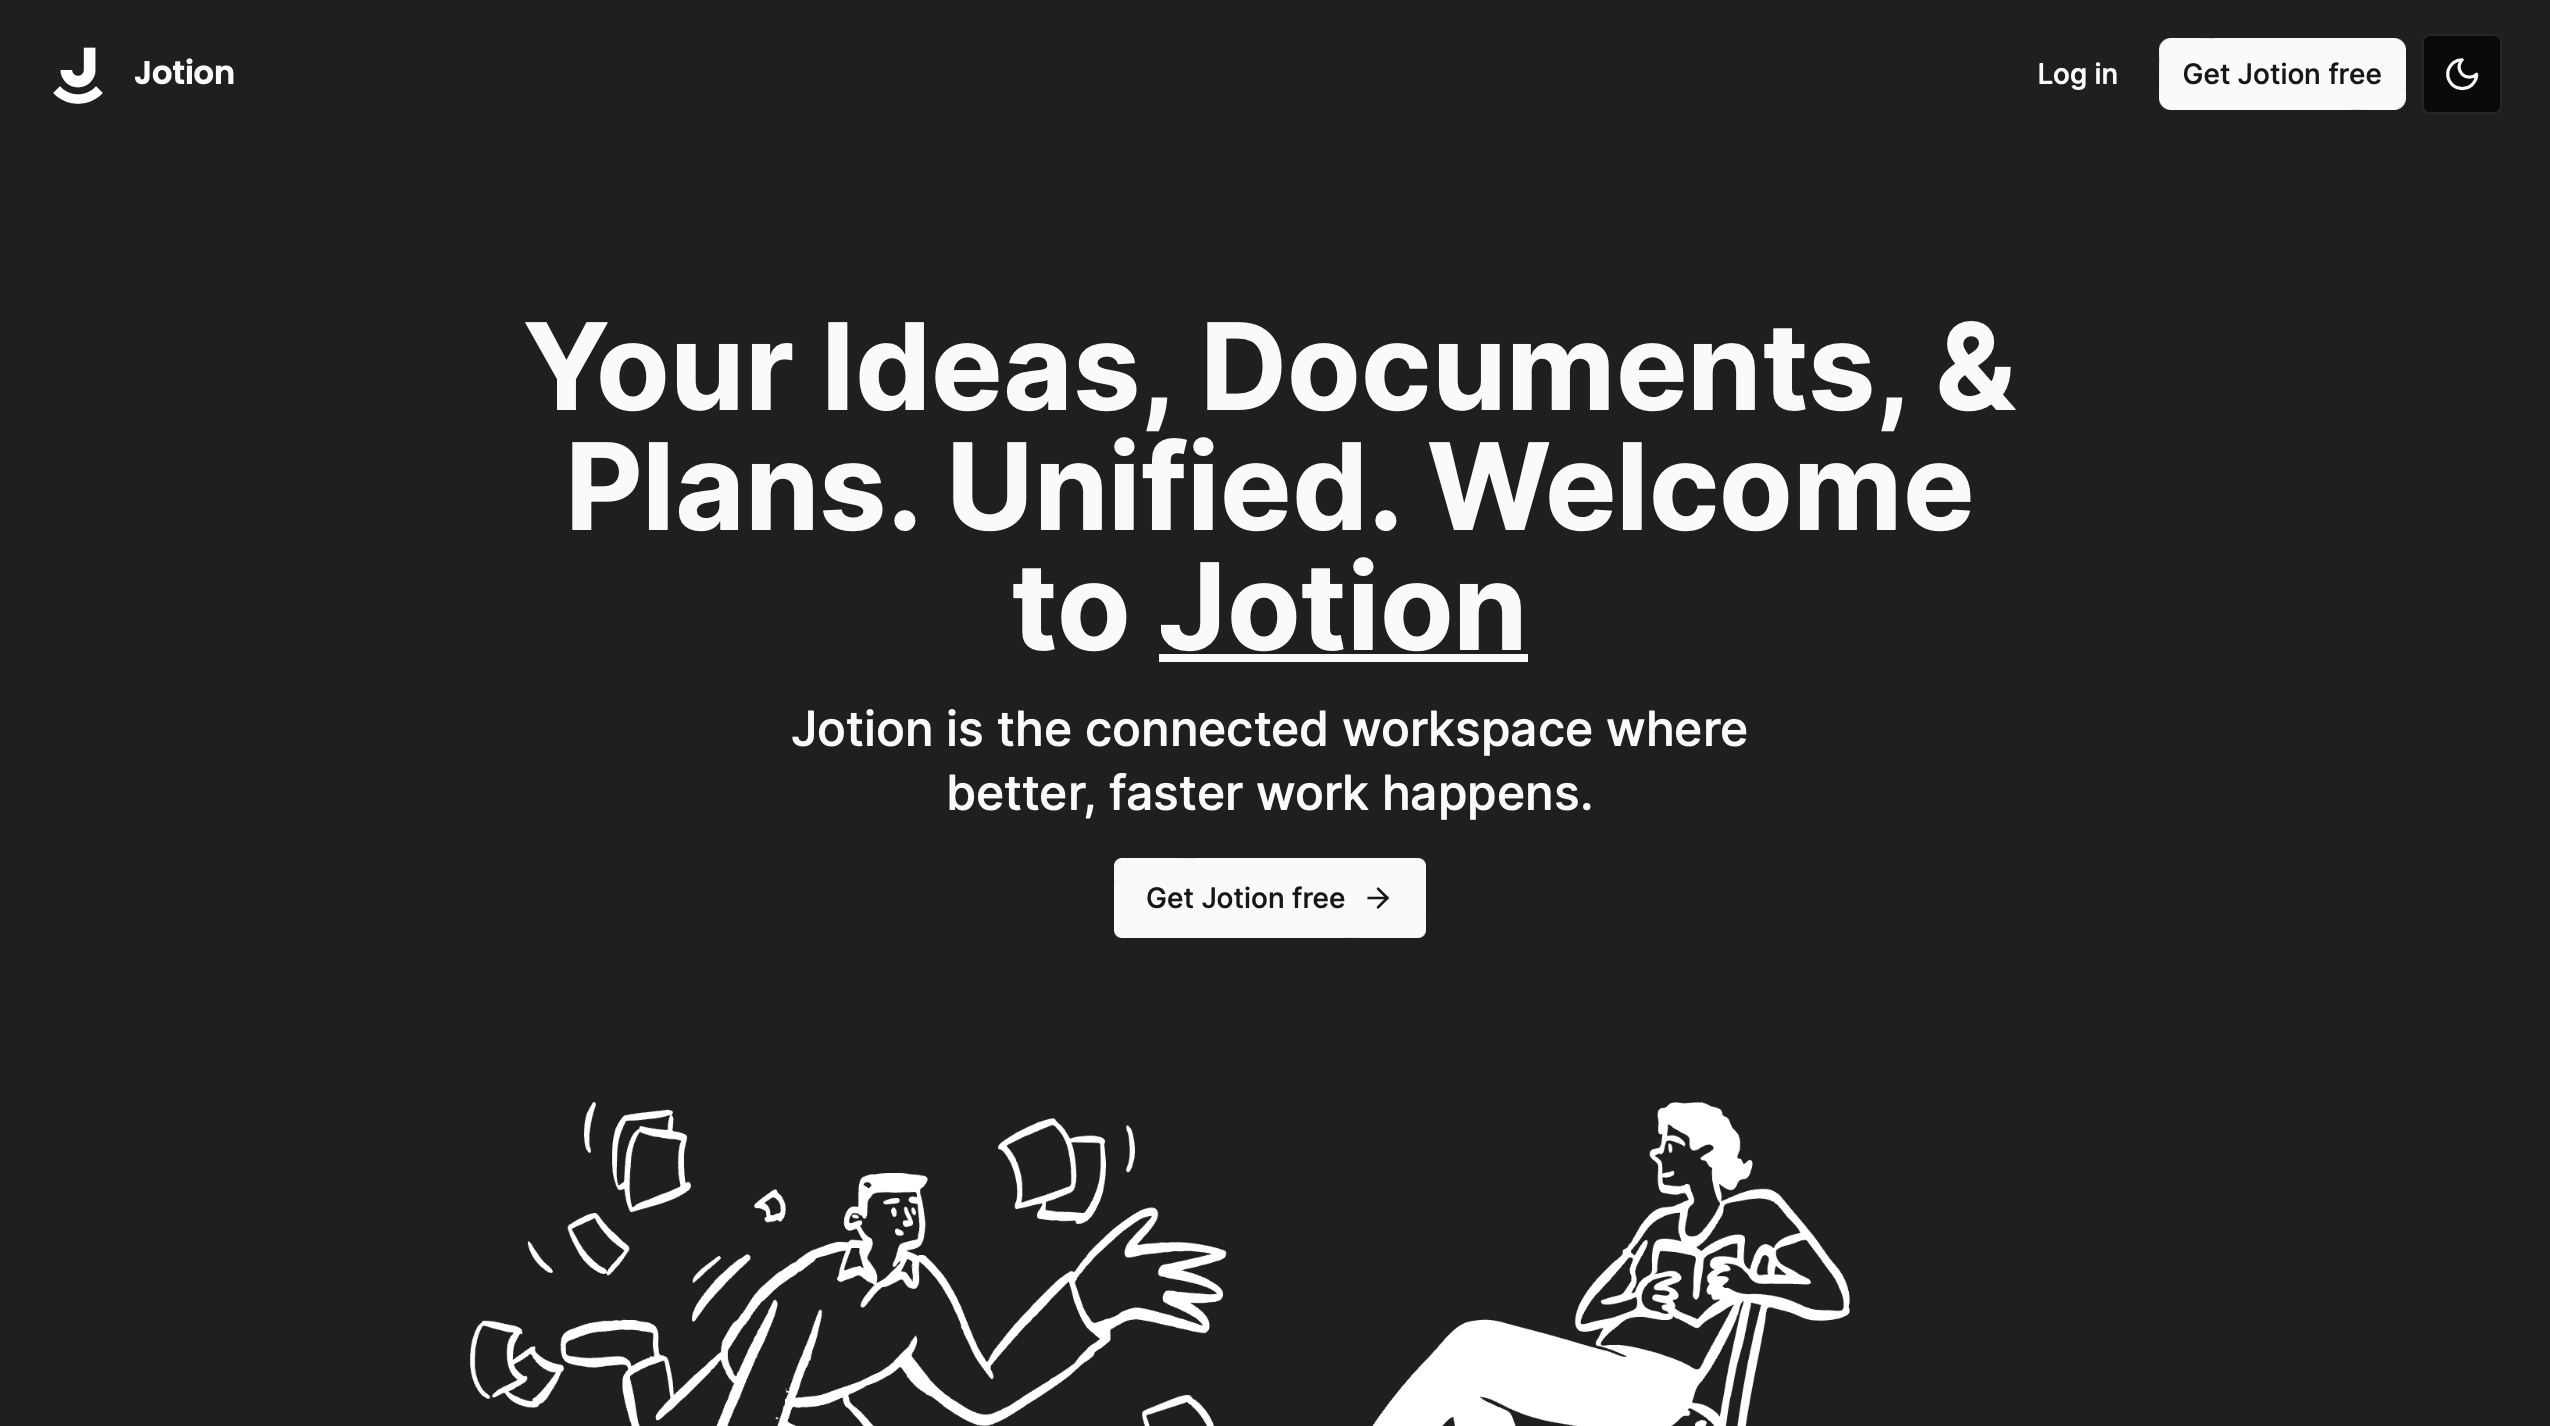 Jotion
Log in
Get Jotion free
Your Ideas, Documents, &
Plans. Unified. Welcome
to Jotion
Jotion is the connected workspace where
better, faster work happens.
Get Jotion free